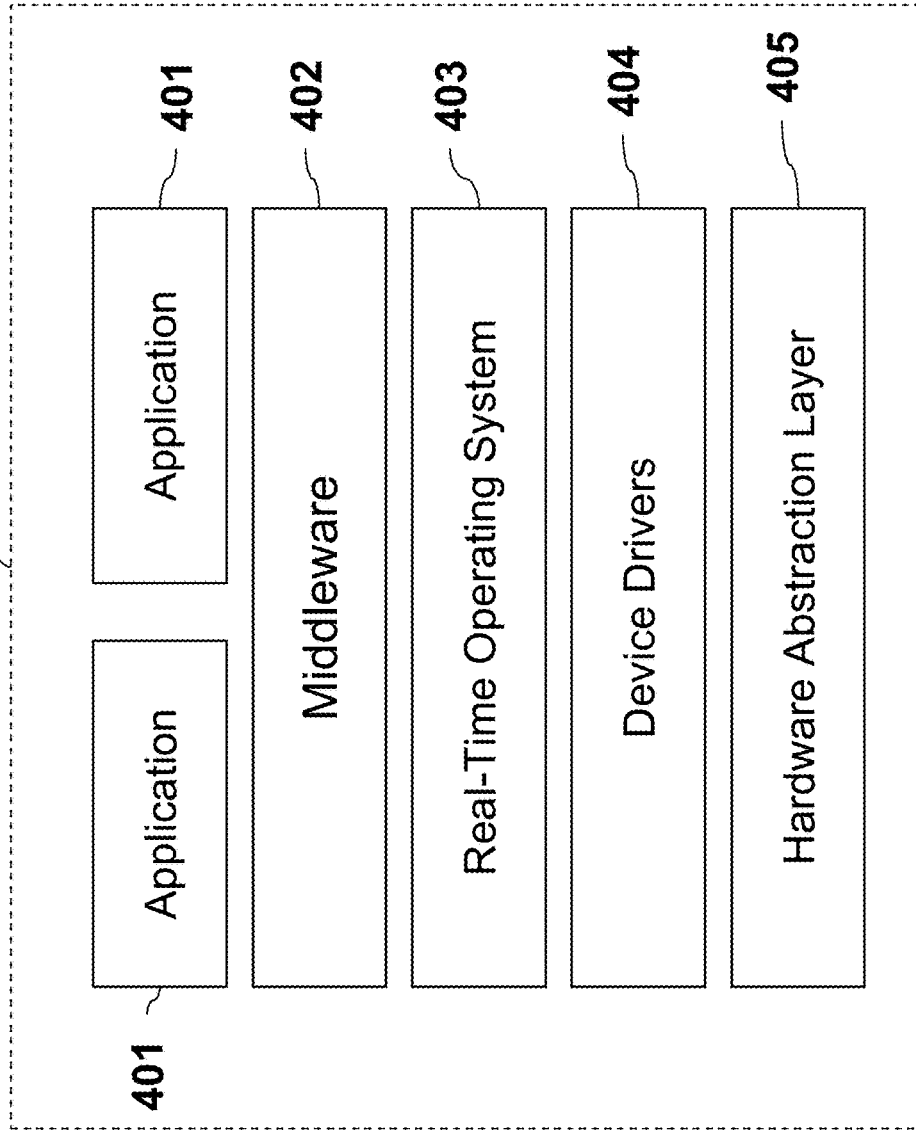 401
Application
Application
401
Middleware
402
Real-Time Operating System
403
Device Drivers
404
Hardware Abstraction Layer
405